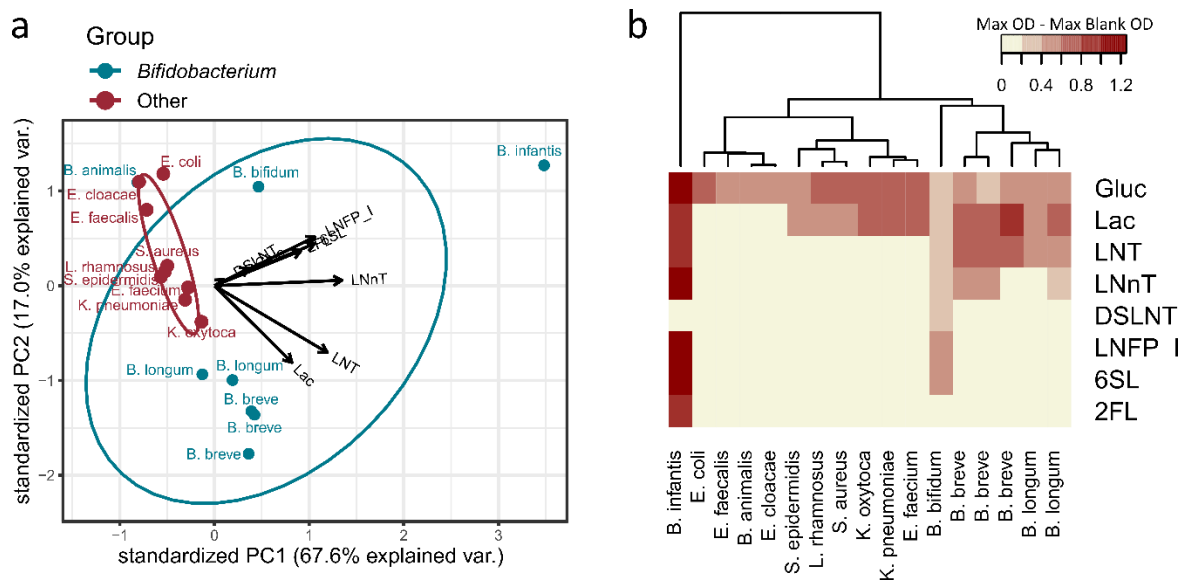 a
Group
Bifidobacterium
Other
standardized PC2 (17.0% explained var.)
1
0
−1
−2
B. animalis
E. coli
E. cloacae
E. faecalis
S. aureus
L. rhamnosus
S. epidermidis
E. faecium
K. pneumoniae
K. oxytoca
B. bifidum
B. infantis
B. longum
B. longum
B. breve
B. breve
B. breve
LNFP_I
DSLNT
LNnT
LNT
Lac
−1
0
1
2
3
standardized PC1 (67.6% explained var.)
b
Max OD - Max Blank OD
0 0.4 0.8 1.2
Gluc
Lac
LNT
LNnT
DSLNT
LNFP_I
6SL
2FL
B. infantis
E. coli
E. faecalis
B. animalis
E. cloacae
S. epidermidis
L. rhamnosus
S. aureus
K. oxytoca
K. pneumoniae
E. faecium
B. bifidum
B. breve
B. breve
B. breve
B. longum
B. longum